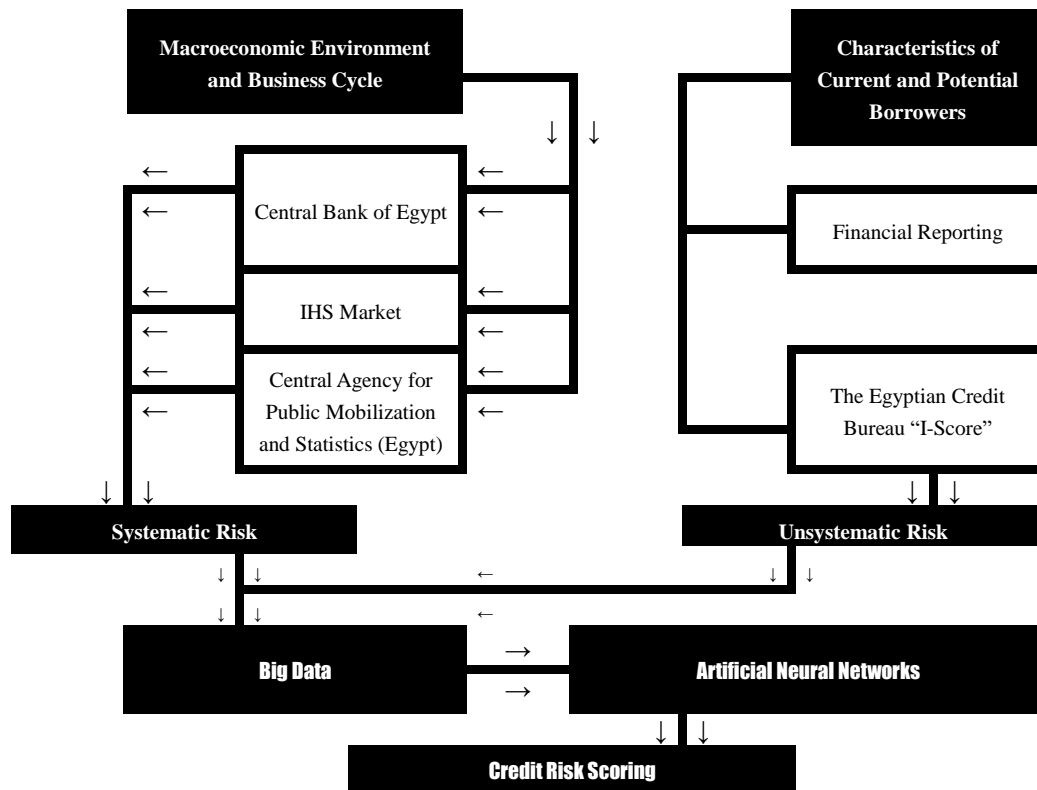 Macroeconomic Environment
and Business Cycle
Characteristics of
Current and Potential
Borrowers
↓ ↓
← ←
← ←
Central Bank of Egypt
Financial Reporting
← ←
← ←
IHS Market
← ←
← ←
Central Agency for
Public Mobilization
and Statistics (Egypt)
The Egyptian Credit
Bureau “I-Score”
↓ ↓
↓ ↓
Systematic Risk
Unsystematic Risk
↓ ↓ ← ↓ ↓
↓ ↓ ←
Big Data
→
→
Artificial Neural Networks
↓ ↓
Credit Risk Scoring